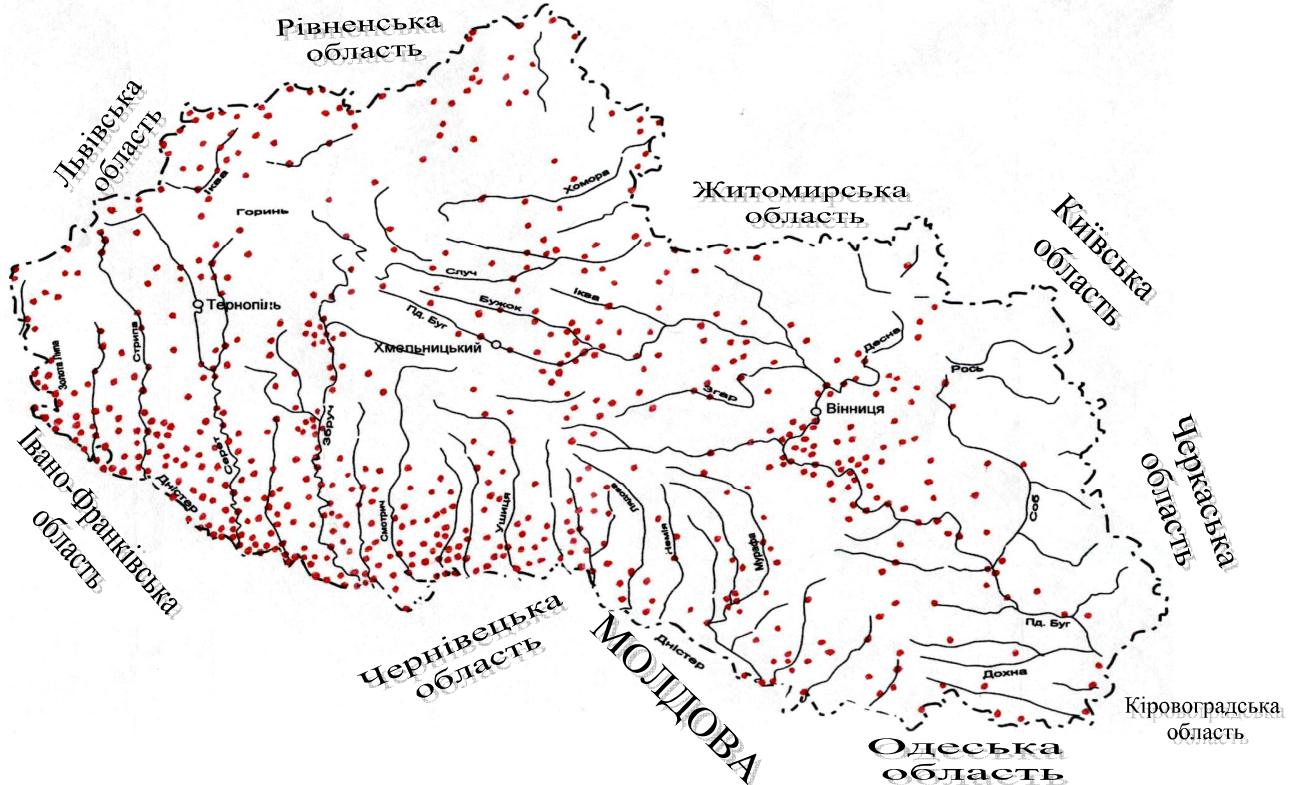 Рівненська
область
Львівська
область
Житомирська
область
Київська
область
Іква
Горинь
Хомора
Случ
Іква
Бужок
Пд. Буг
Тернопіль
Стрипа
Золота Липа
Хмельницький
Десна
Рось
Згар
Вінниця
Збруч
Серет
Дністер
Смотрич
Ушиця
Немія
Мурафа
Соб
Черкаська
область
Івано-Франківська
область
Чернівецька
область
МОЛДОВА
Дністер
Пд. Буг
Дохна
Кіровоградська
область
Одеська
область